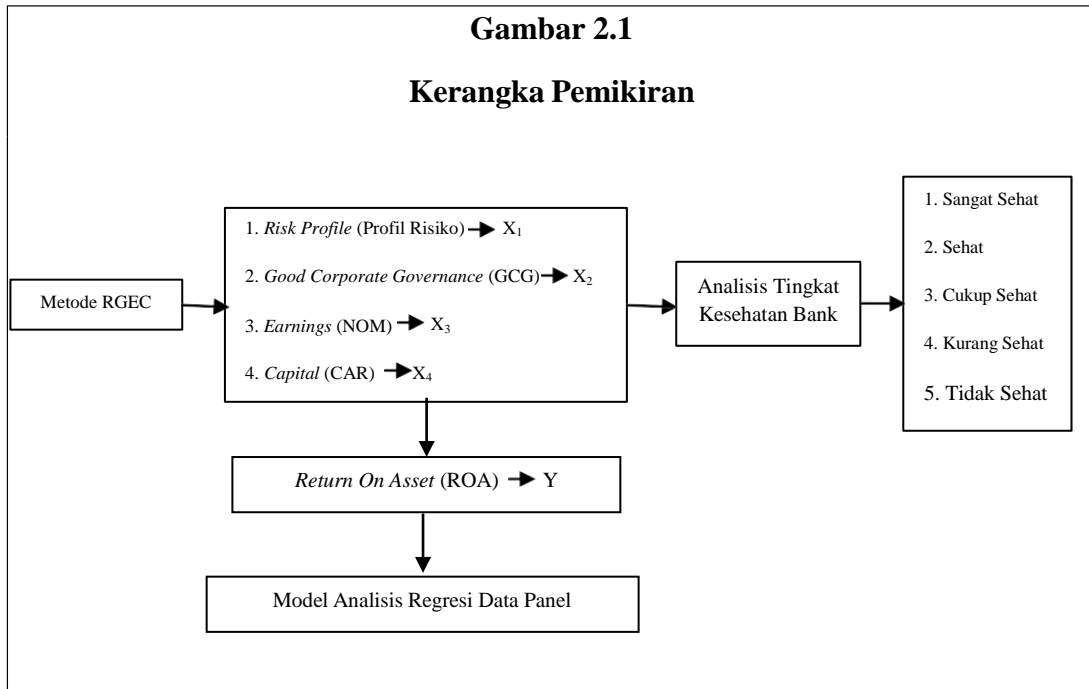 Gambar 2.1
Kerangka Pemikiran
Metode RGEC
1. Risk Profile (Profil Risiko) → X₁
2. Good Corporate Governance (GCG) → X₂
3. Earnings (NOM) → X₃
4. Capital (CAR) → X₄
Analisis Tingkat
Kesehatan Bank
1. Sangat Sehat
2. Sehat
3. Cukup Sehat
4. Kurang Sehat
5. Tidak Sehat
Return On Asset (ROA) → Y
Model Analisis Regresi Data Panel